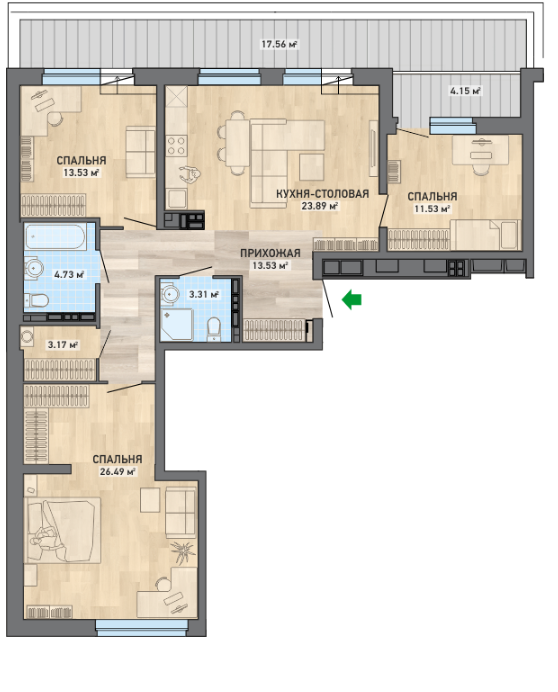 17.56 м²
4.15 м²
СПАЛЬНЯ
13.53 м²
КУХНЯ-СТОЛОВАЯ
23.89 м²
СПАЛЬНЯ
11.53 м²
ПРИХОЖАЯ
13.53 м²
4.73 м²
3.31 м²
3.17 м²
СПАЛЬНЯ
26.49 м²